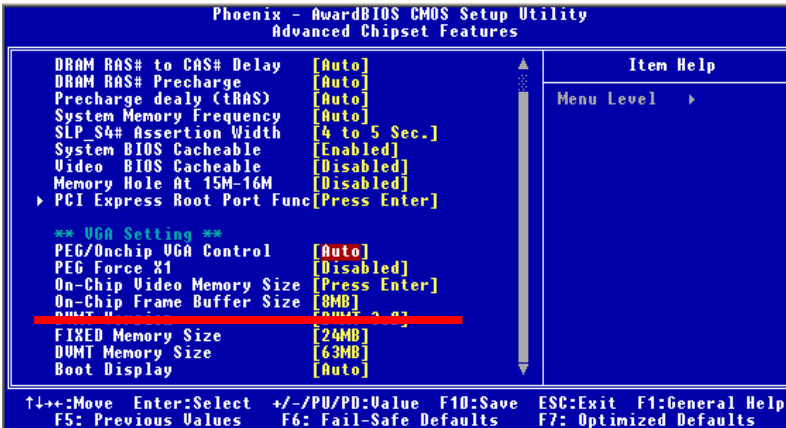 Phoenix - AwardBIOS CMOS Setup Utility
Advanced Chipset Features
DRAM RAS# to CAS# Delay [Auto]
DRAM RAS# Precharge [Auto]
Precharge dealy (tRAS) [Auto]
System Memory Frequency [Auto]
SLP_S4# Assertion Width [4 to 5 Sec.]
System BIOS Cacheable [Enabled]
Video BIOS Cacheable [Disabled]
Memory Hole At 15M-16M [Disabled]
▸ PCI Express Root Port Func[Press Enter]
** VGA Setting **
PEG/Onchip VGA Control [Auto]
PEG Force X1 [Disabled]
On-Chip Video Memory Size [Press Enter]
On-Chip Frame Buffer Size [8MB]
DVMT Version [DVMT 3.0]
FIXED Memory Size [24MB]
DVMT Memory Size [63MB]
Boot Display [Auto]
Item Help
Menu Level ▸
↑↓→←:Move Enter:Select +/-/PU/PD:Value F10:Save ESC:Exit F1:General Help
F5: Previous Values F6: Fail-Safe Defaults F7: Optimized Defaults